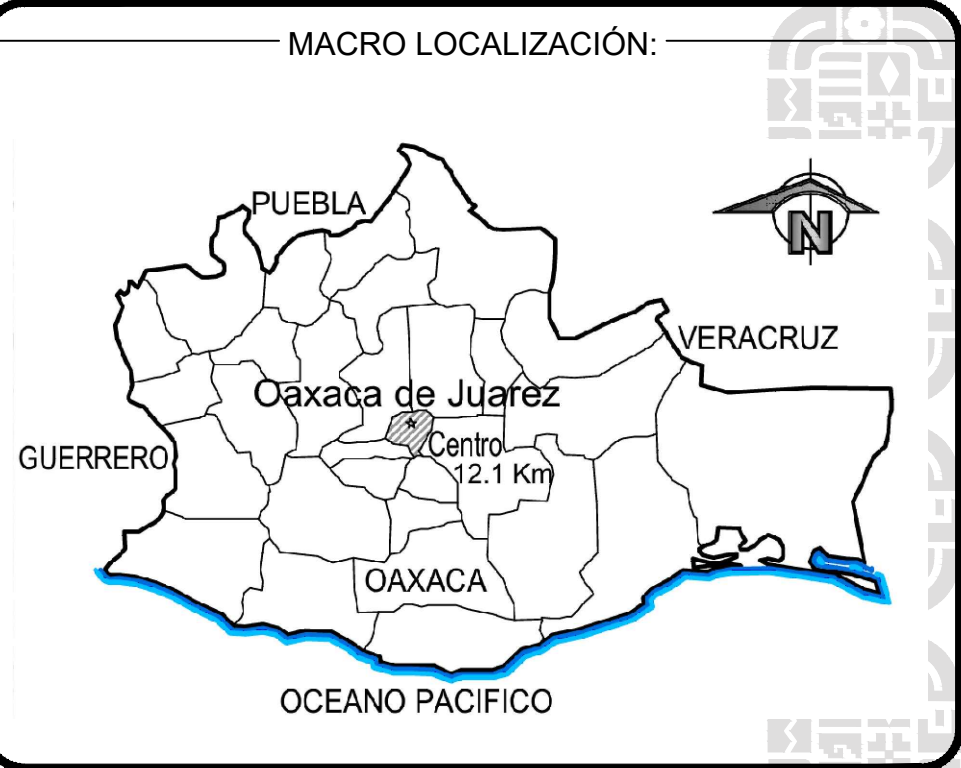 MACRO LOCALIZACIÓN:
PUEBLA
N
VERACRUZ
Oaxaca de Juarez
GUERRERO
Centro
12.1 Km
OAXACA
OCEANO PACIFICO